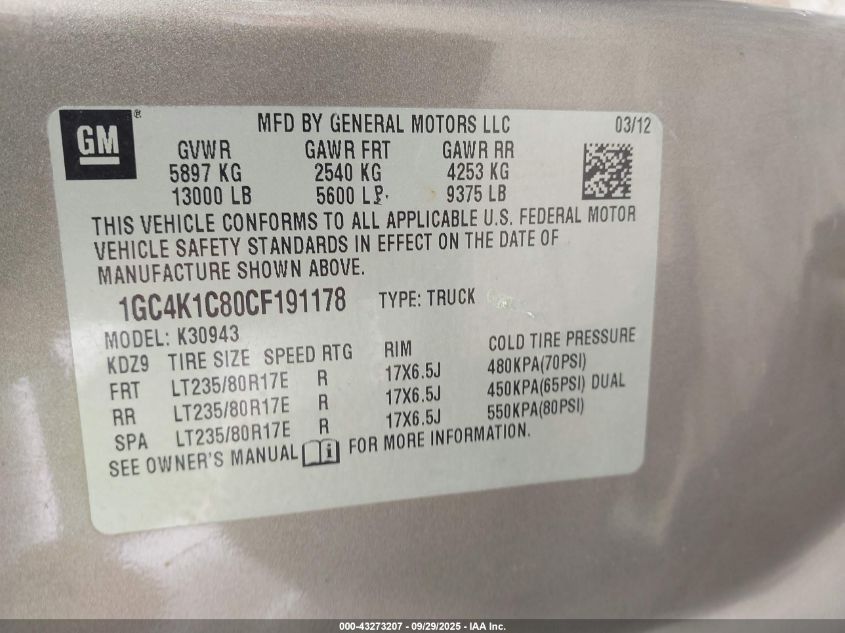 GM ®
MFD BY GENERAL MOTORS LLC 03/12
GVWR GAWR FRT GAWR RR
5897 KG 2540 KG 4253 KG
13000 LB 5600 LB 9375 LB
THIS VEHICLE CONFORMS TO ALL APPLICABLE U.S. FEDERAL MOTOR
VEHICLE SAFETY STANDARDS IN EFFECT ON THE DATE OF
MANUFACTURE SHOWN ABOVE.
1GC4K1C80CF191178 TYPE: TRUCK
MODEL: K30943
KDZ9 TIRE SIZE SPEED RTG RIM COLD TIRE PRESSURE
FRT LT235/80R17E R 17X6.5J 480KPA(70PSI)
RR LT235/80R17E R 17X6.5J 450KPA(65PSI) DUAL
SPA LT235/80R17E R 17X6.5J 550KPA(80PSI)
SEE OWNER'S MANUAL i FOR MORE INFORMATION.
000-43273207 - 09/29/2025 - IAA Inc.